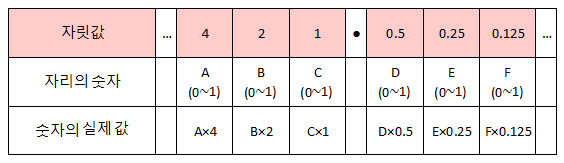 자릿값 ... 4 2 1 ● 0.5 0.25 0.125 ...
자리의 숫자 A B C D E F
(0~1) (0~1) (0~1) (0~1) (0~1) (0~1)
숫자의 실제 값 A×4 B×2 C×1 D×0.5 E×0.25 F×0.125